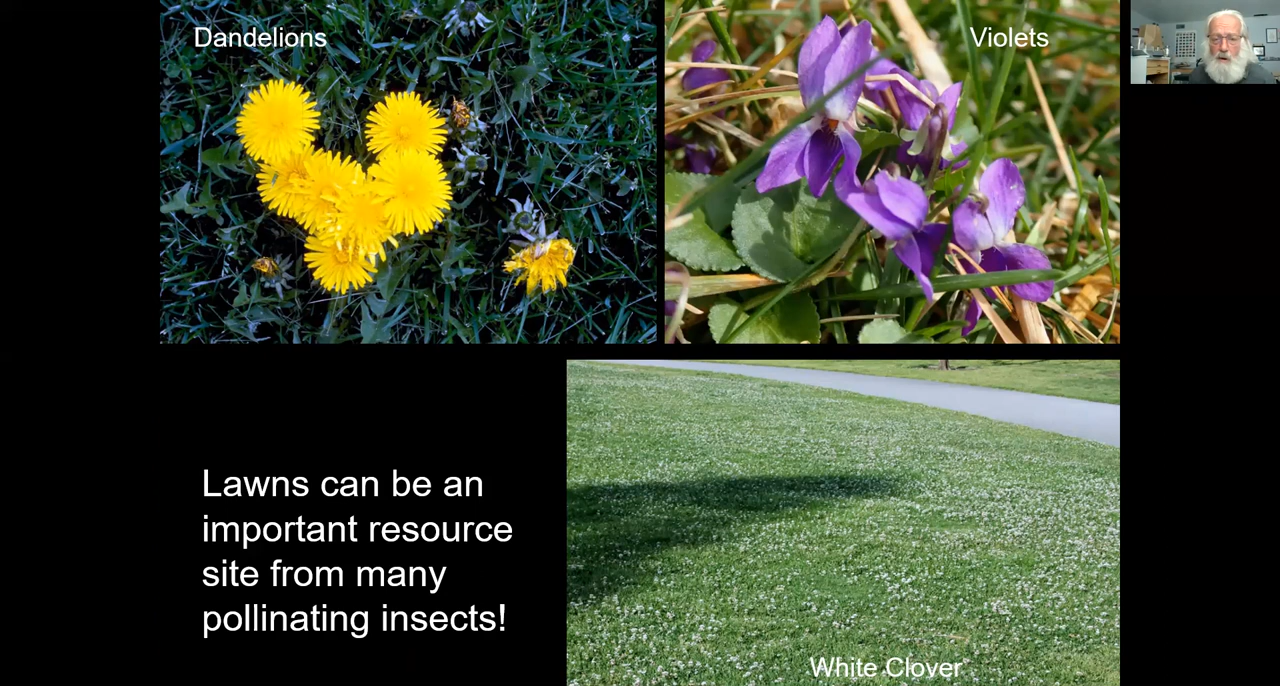 Dandelions
Violets
Lawns can be an
important resource
site from many
pollinating insects!
White Clover